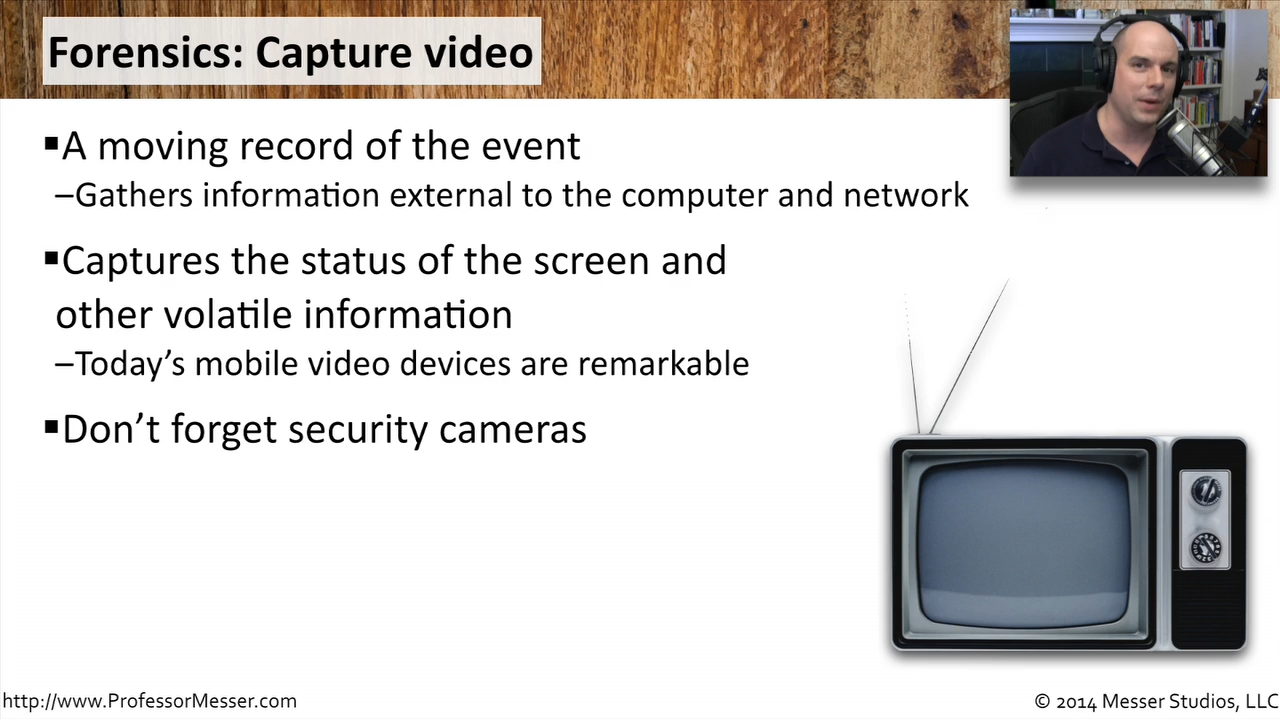 Forensics: Capture video
▪A moving record of the event
–Gathers information external to the computer and network
▪Captures the status of the screen and
other volatile information
–Today’s mobile video devices are remarkable
▪Don’t forget security cameras
http://www.ProfessorMesser.com
© 2014 Messer Studios, LLC